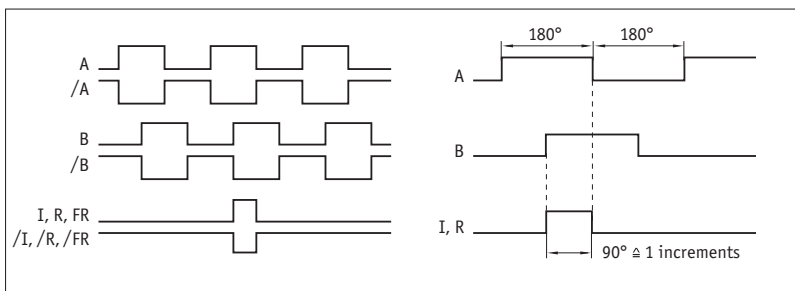 A
/A
B
/B
I, R, FR
/I, /R, /FR
180° 180°
A
B
I, R
90° ≙ 1 increments